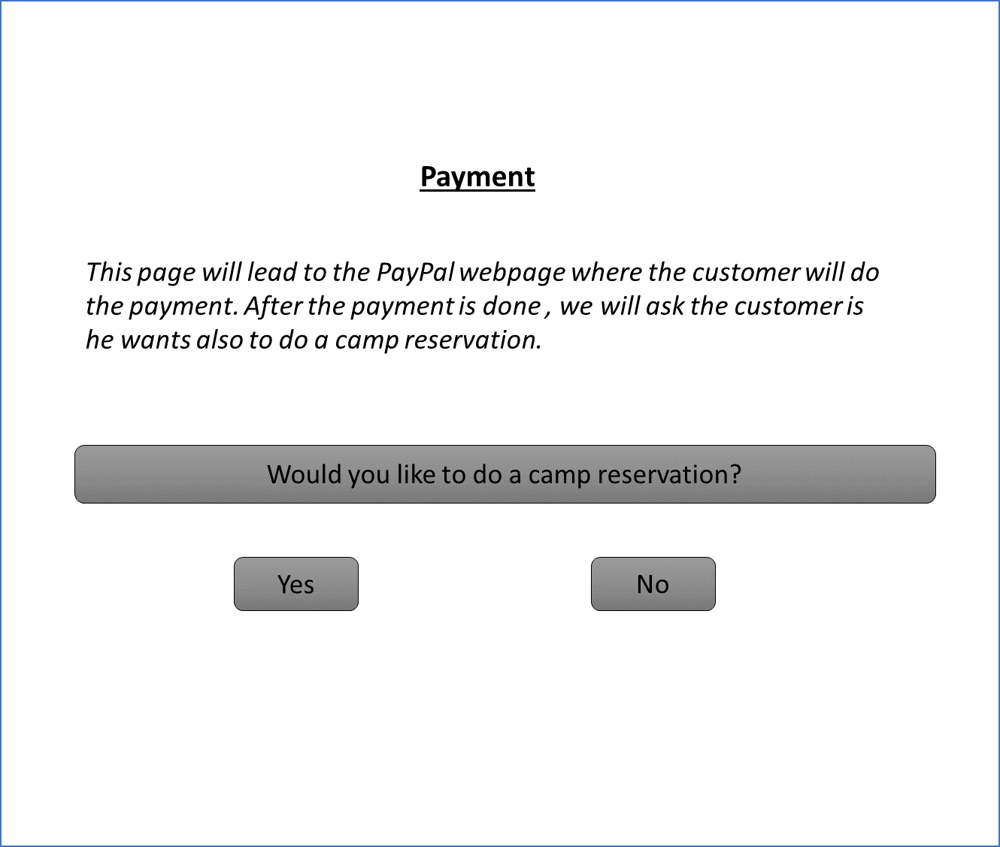 Payment
This page will lead to the PayPal webpage where the customer will do
the payment. After the payment is done , we will ask the customer is
he wants also to do a camp reservation.
Would you like to do a camp reservation?
Yes
No